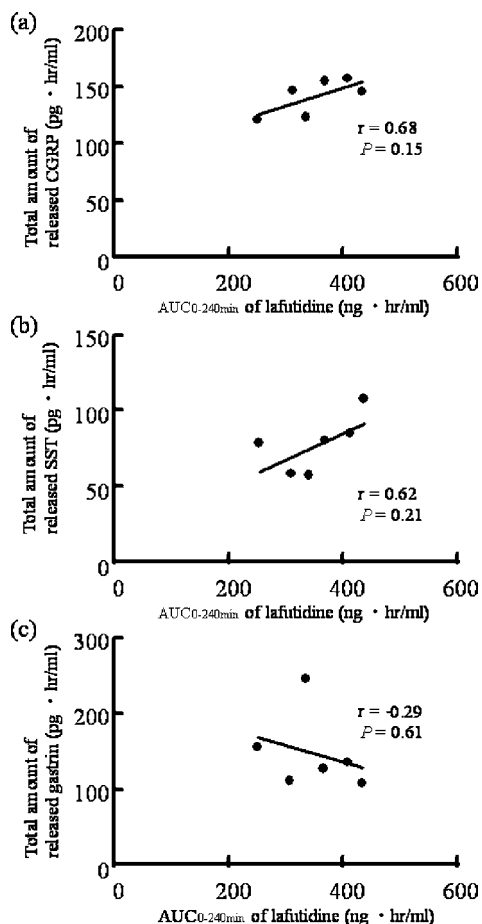 (a)
200
150
100
50
0
Total amount of
released CGRP (pg・hr/ml)
r = 0.68
P = 0.15
0 200 400 600
AUC0-240min of lafutidine (ng・hr/ml)
(b)
150
100
50
0
Total amount of
released SST (pg・hr/ml)
r = 0.62
P = 0.21
0 200 400 600
AUC0-240min of lafutidine (ng・hr/ml)
(c)
300
200
100
0
Total amount of
released gastrin (pg・hr/ml)
r = -0.29
P = 0.61
0 200 400 600
AUC0-240min of lafutidine (ng・hr/ml)